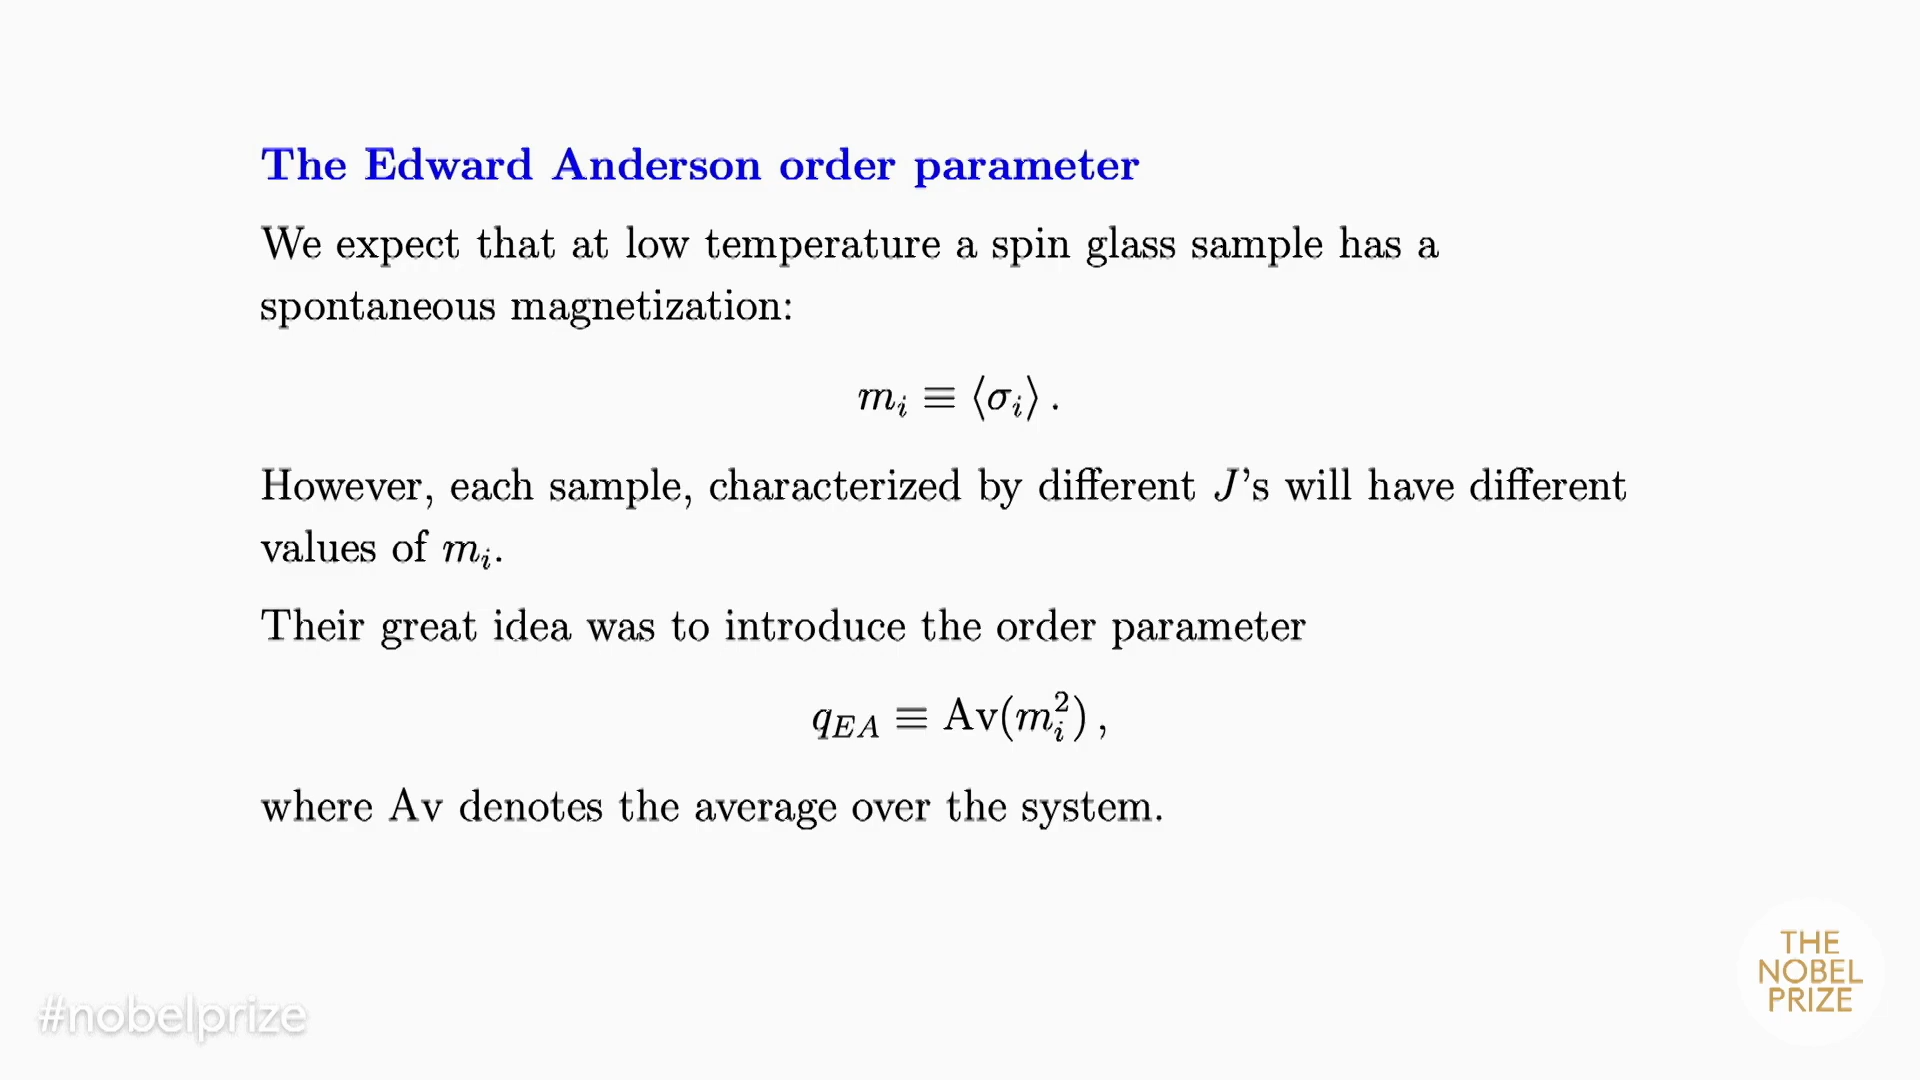 The Edward Anderson order parameter
We expect that at low temperature a spin glass sample has a
spontaneous magnetization:
m_i ≡ ⟨σ_i⟩ .
However, each sample, characterized by different J's will have different
values of m_i.
Their great idea was to introduce the order parameter
q_{EA} ≡ Av(m_i^2) ,
where Av denotes the average over the system.
THE
NOBEL
PRIZE
#nobelprize